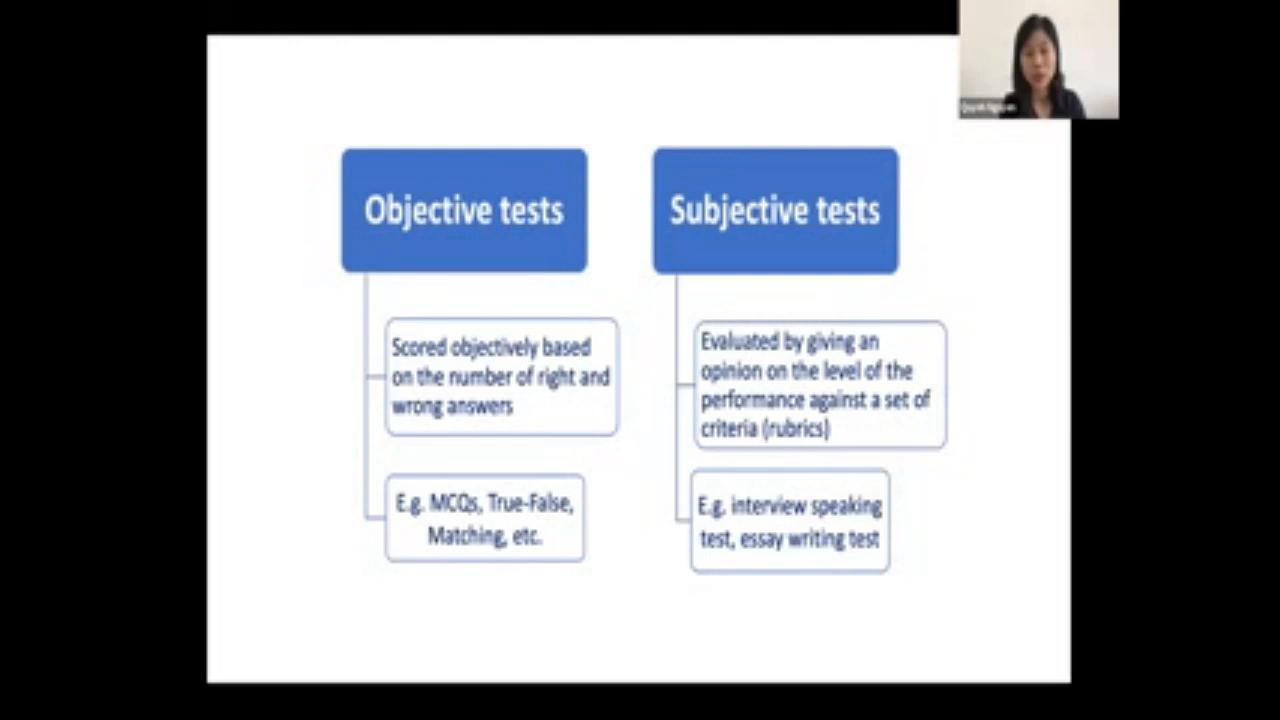 Objective tests
Scored objectively based
on the number of right and
wrong answers
E.g. MCQs, True-False,
Matching, etc.
Subjective tests
Evaluated by giving an
opinion on the level of the
performance against a set of
criteria (rubrics)
E.g. interview speaking
test, essay writing test